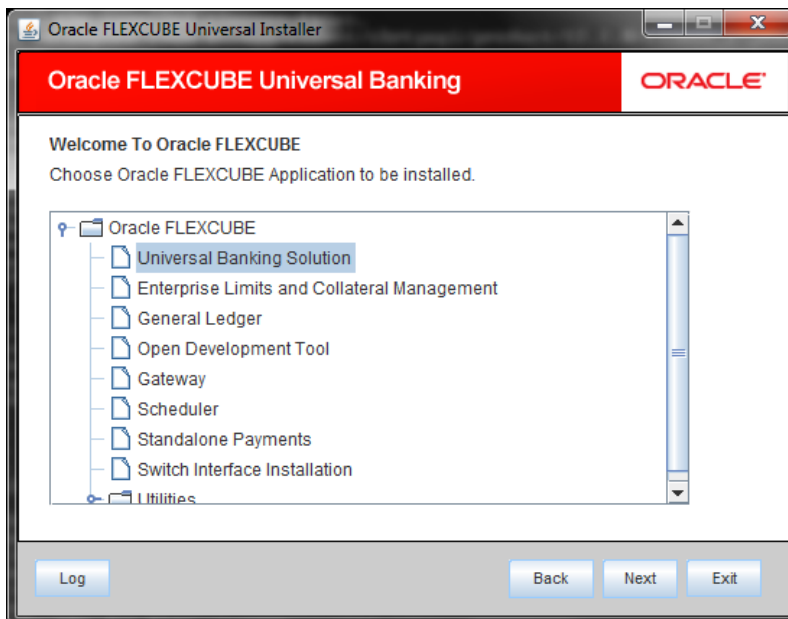 Oracle FLEXCUBE Universal Installer
Oracle FLEXCUBE Universal Banking
ORACLE
Welcome To Oracle FLEXCUBE
Choose Oracle FLEXCUBE Application to be installed.
Oracle FLEXCUBE
Universal Banking Solution
Enterprise Limits and Collateral Management
General Ledger
Open Development Tool
Gateway
Scheduler
Standalone Payments
Switch Interface Installation
Utilities
Log Back Next Exit